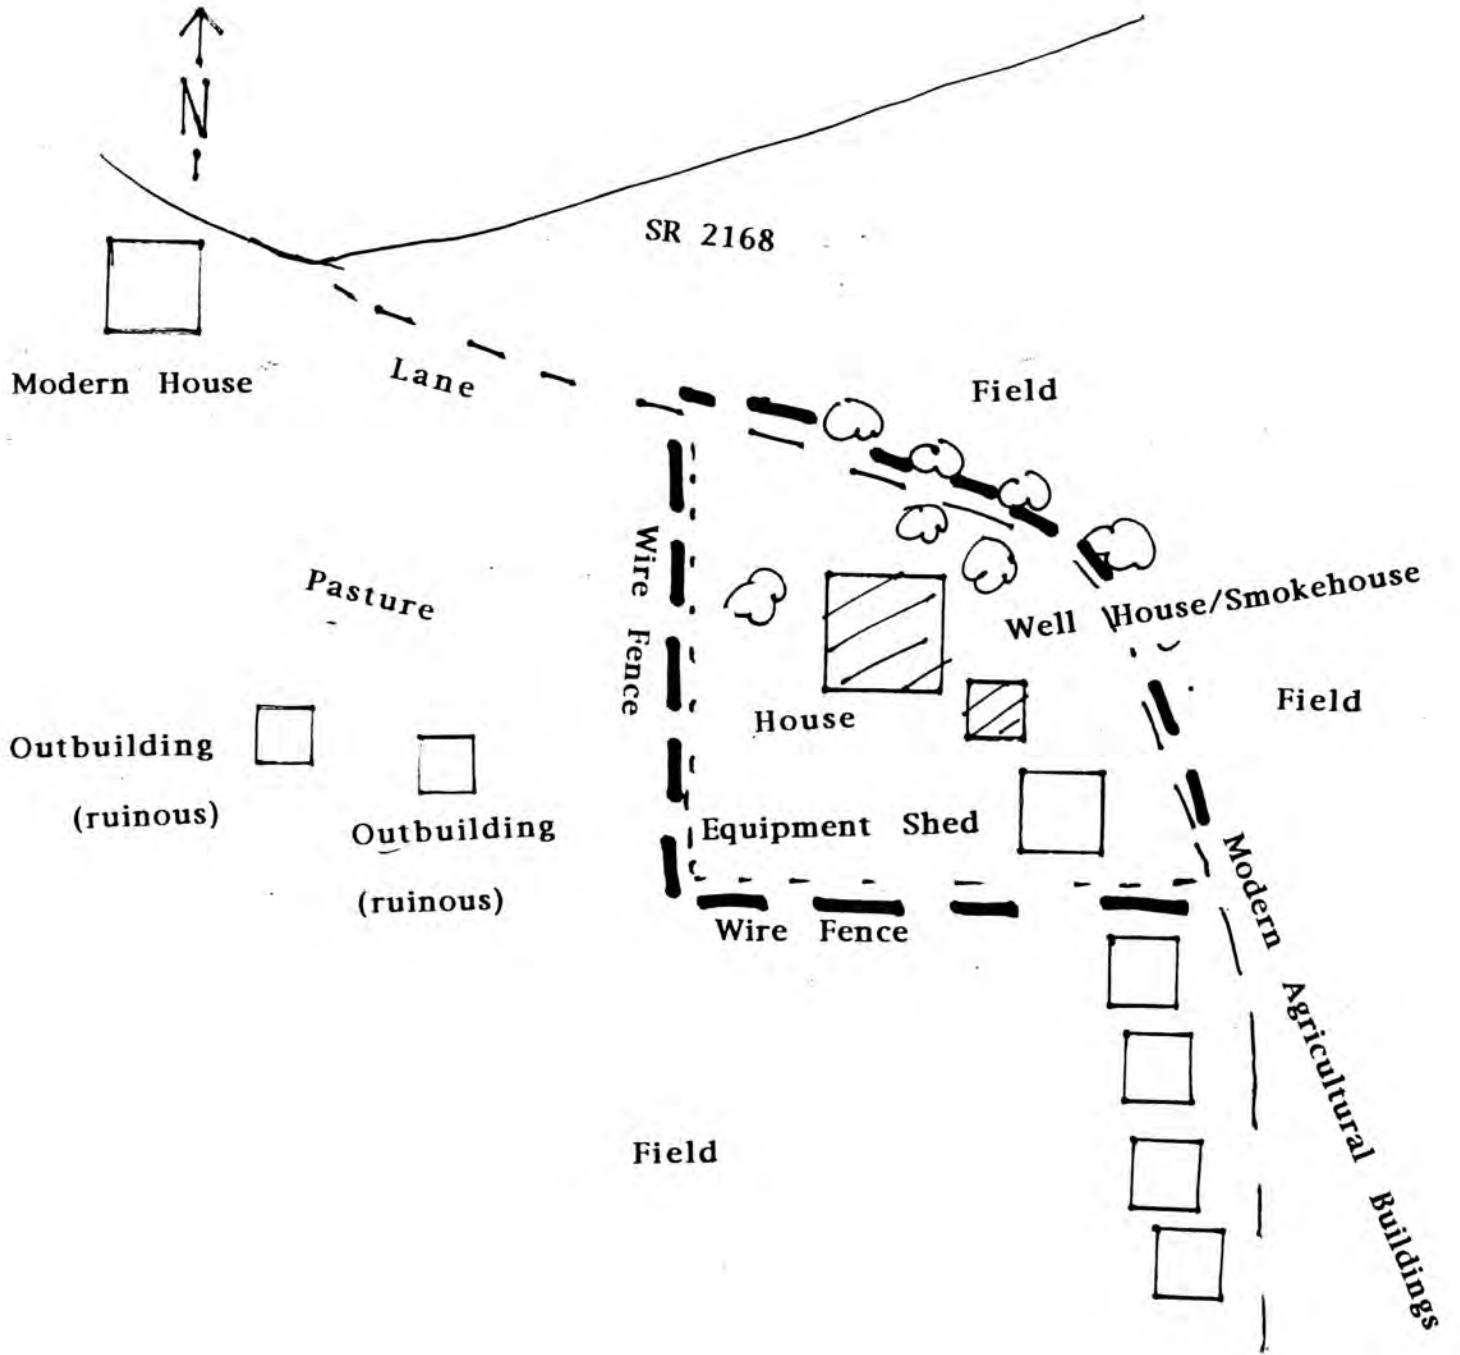 N
SR 2168
Modern House
Lane
Field
Wire Fence
Pasture
Well House/Smokehouse
House
Field
Outbuilding
(ruinous)
Outbuilding
(ruinous)
Equipment Shed
Wire Fence
Modern Agricultural Buildings
Field